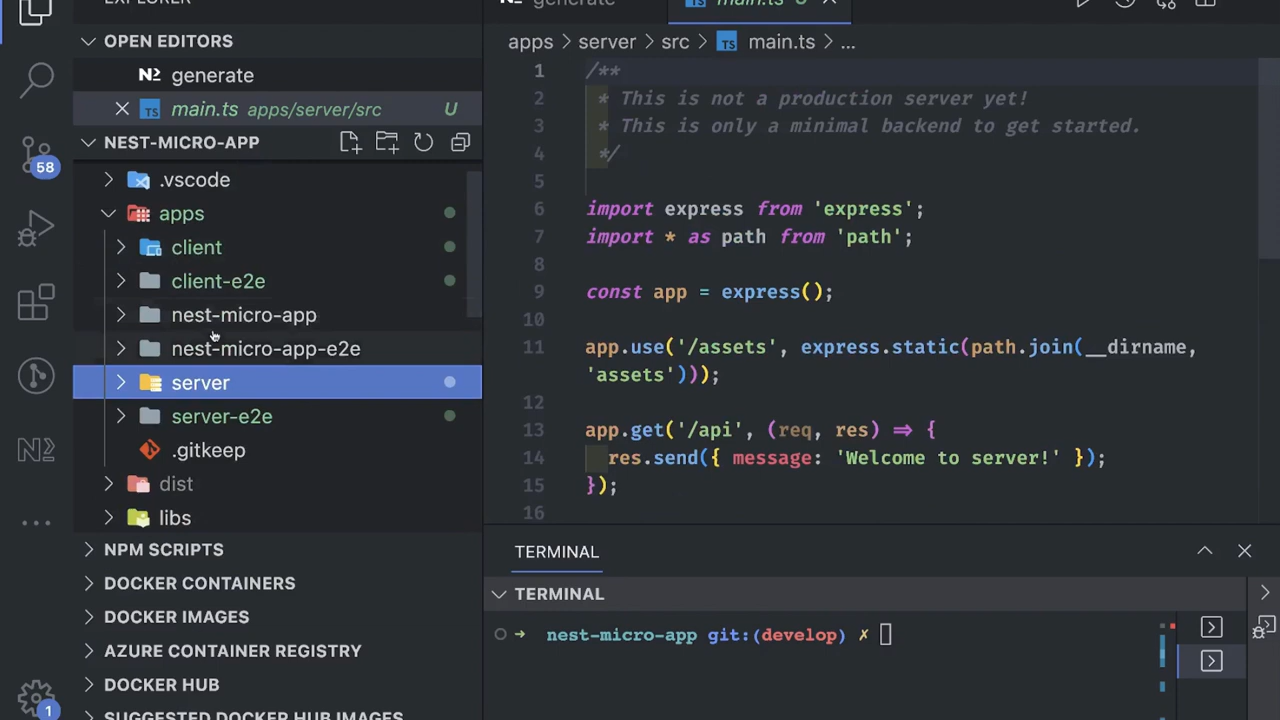 EXPLORER
OPEN EDITORS
generate
main.ts apps/server/src U
NEST-MICRO-APP
.vscode
apps
client
client-e2e
nest-micro-app
nest-micro-app-e2e
server
server-e2e
.gitkeep
dist
libs
NPM SCRIPTS
DOCKER CONTAINERS
DOCKER IMAGES
AZURE CONTAINER REGISTRY
DOCKER HUB
SUGGESTED DOCKER HUB IMAGES
58
1
generate
main.ts
apps > server > src > TS main.ts > ...
1 /**
2 * This is not a production server yet!
3 * This is only a minimal backend to get started.
4 */
5
6 import express from 'express';
7 import * as path from 'path';
8
9 const app = express();
10
11 app.use('/assets', express.static(path.join(__dirname,
'assets')));
12
13 app.get('/api', (req, res) => {
14 res.send({ message: 'Welcome to server!' });
15 });
16
TERMINAL
TERMINAL
nest-micro-app git:(develop) ✗